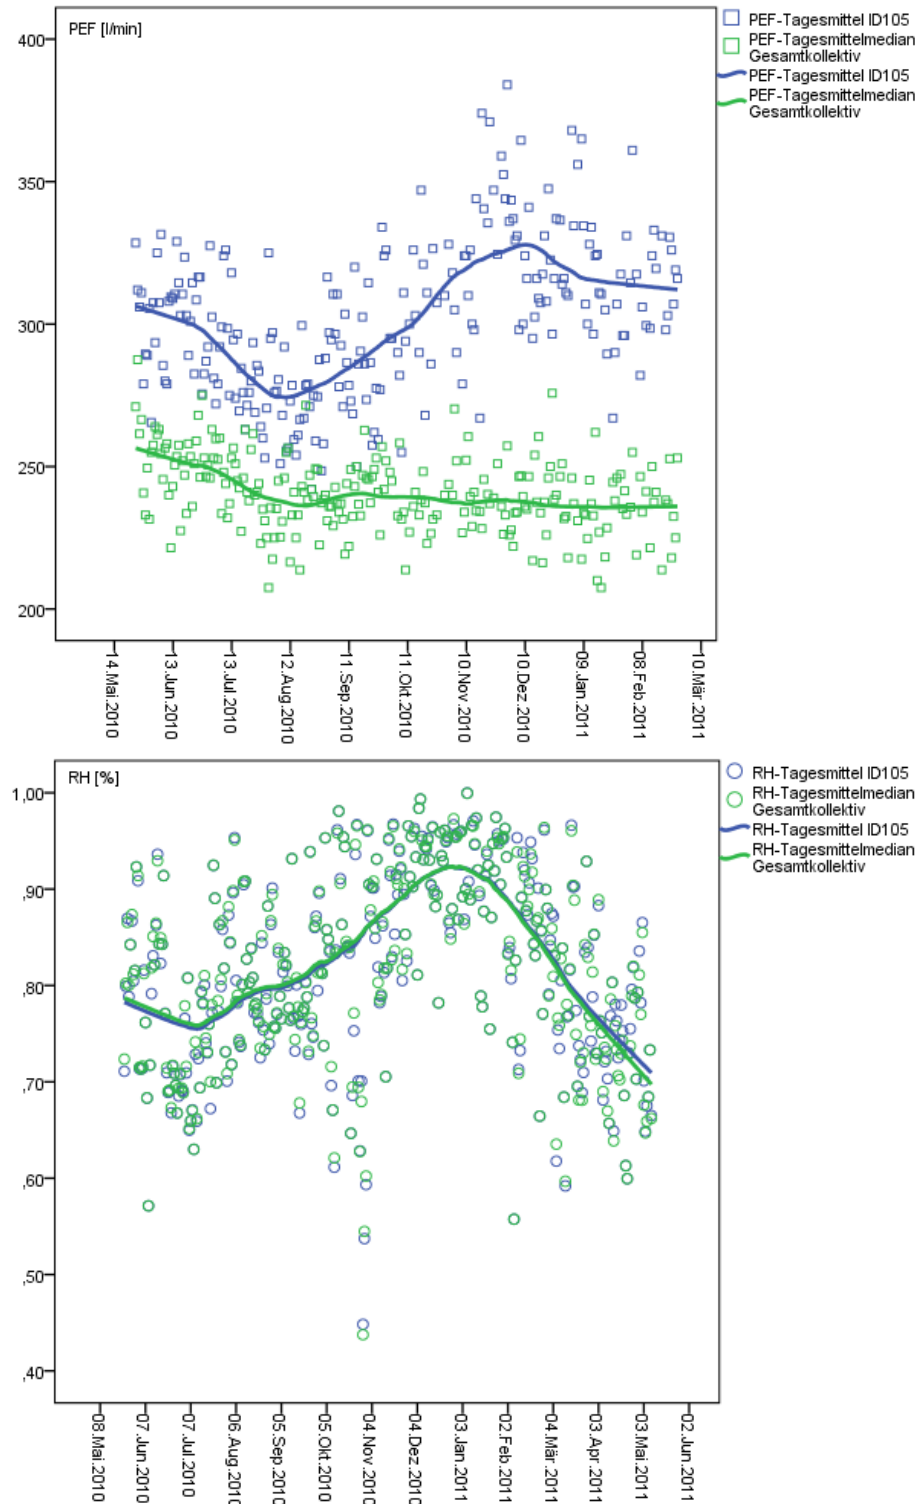 PEF [l/min]
PEF-Tagesmittel ID105
PEF-Tagesmittelmedian
Gesamtkollektiv
PEF-Tagesmittel ID105
PEF-Tagesmittelmedian
Gesamtkollektiv
400
350
300
250
200
14.Mai.2010
13.Jun.2010
13.Jul.2010
12.Aug.2010
11.Sep.2010
11.Okt.2010
10.Nov.2010
10.Dez.2010
09.Jan.2011
08.Feb.2011
10.Mär.2011
RH [%]
RH-Tagesmittel ID105
RH-Tagesmittelmedian
Gesamtkollektiv
RH-Tagesmittel ID105
RH-Tagesmittelmedian
Gesamtkollektiv
1,00
,90
,80
,70
,60
,50
,40
08.Mai.2010
07.Jun.2010
07.Jul.2010
06.Aug.2010
05.Sep.2010
05.Okt.2010
04.Nov.2010
04.Dez.2010
03.Jan.2011
02.Feb.2011
04.Mär.2011
03.Apr.2011
03.Mai.2011
02.Jun.2011